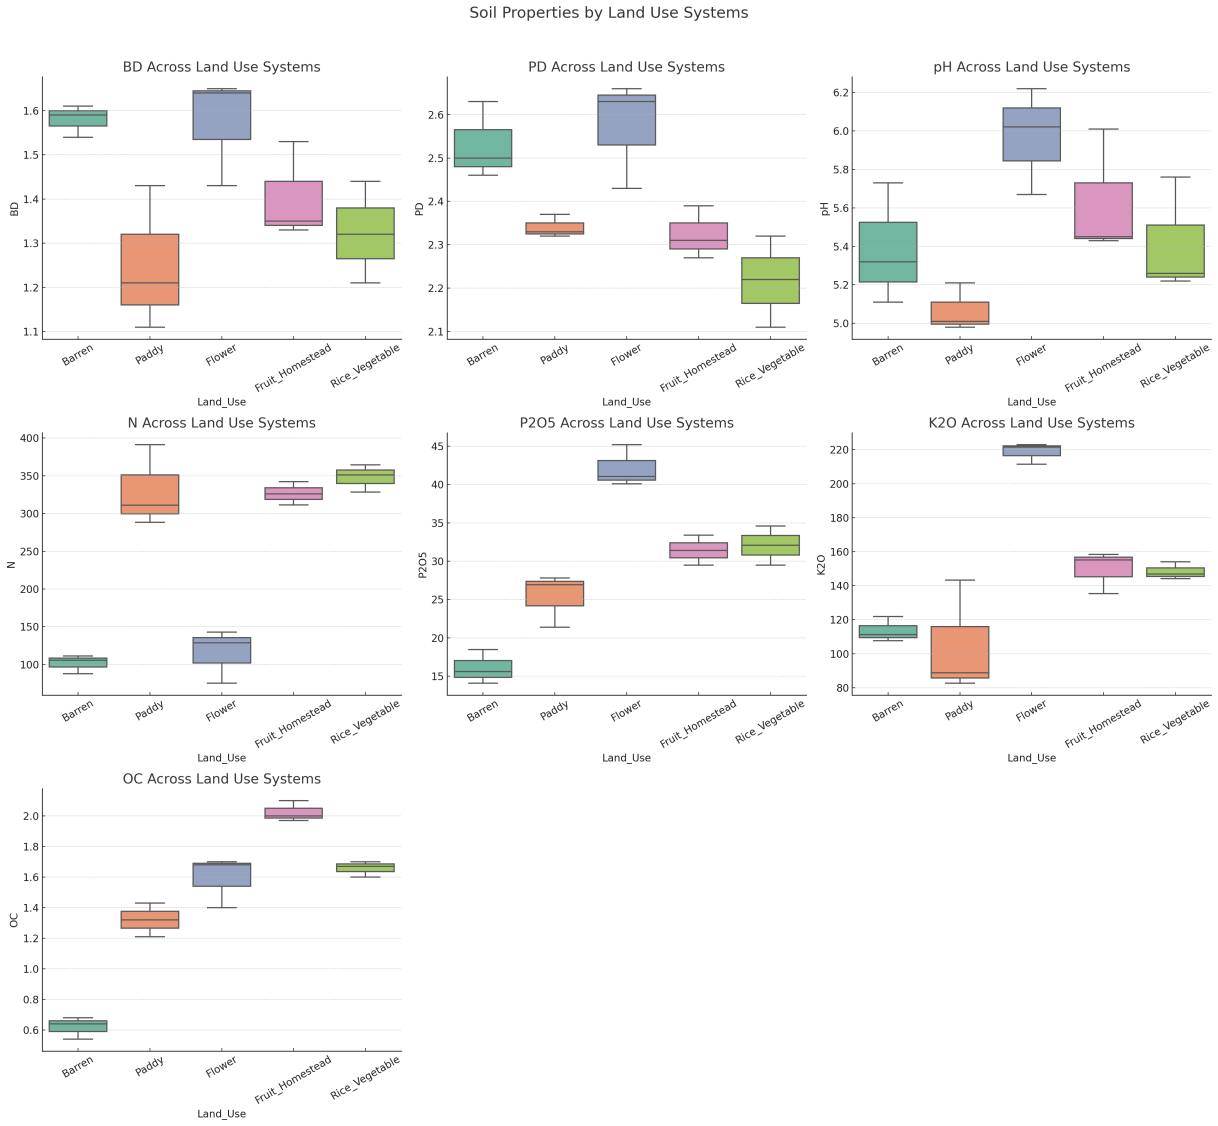 Soil Properties by Land Use Systems
BD Across Land Use Systems
BD
1.6
1.5
1.4
1.3
1.2
1.1
Barren Paddy Flower Fruit_Homestead Rice_Vegetable
Land_Use
PD Across Land Use Systems
PD
2.6
2.5
2.4
2.3
2.2
2.1
Barren Paddy Flower Fruit_Homestead Rice_Vegetable
Land_Use
pH Across Land Use Systems
pH
6.2
6.0
5.8
5.6
5.4
5.2
5.0
Barren Paddy Flower Fruit_Homestead Rice_Vegetable
Land_Use
N Across Land Use Systems
N
400
350
300
250
200
150
100
Barren Paddy Flower Fruit_Homestead Rice_Vegetable
Land_Use
P2O5 Across Land Use Systems
P2O5
45
40
35
30
25
20
15
Barren Paddy Flower Fruit_Homestead Rice_Vegetable
Land_Use
K2O Across Land Use Systems
K2O
220
200
180
160
140
120
100
80
Barren Paddy Flower Fruit_Homestead Rice_Vegetable
Land_Use
OC Across Land Use Systems
OC
2.0
1.8
1.6
1.4
1.2
1.0
0.8
0.6
Barren Paddy Flower Fruit_Homestead Rice_Vegetable
Land_Use